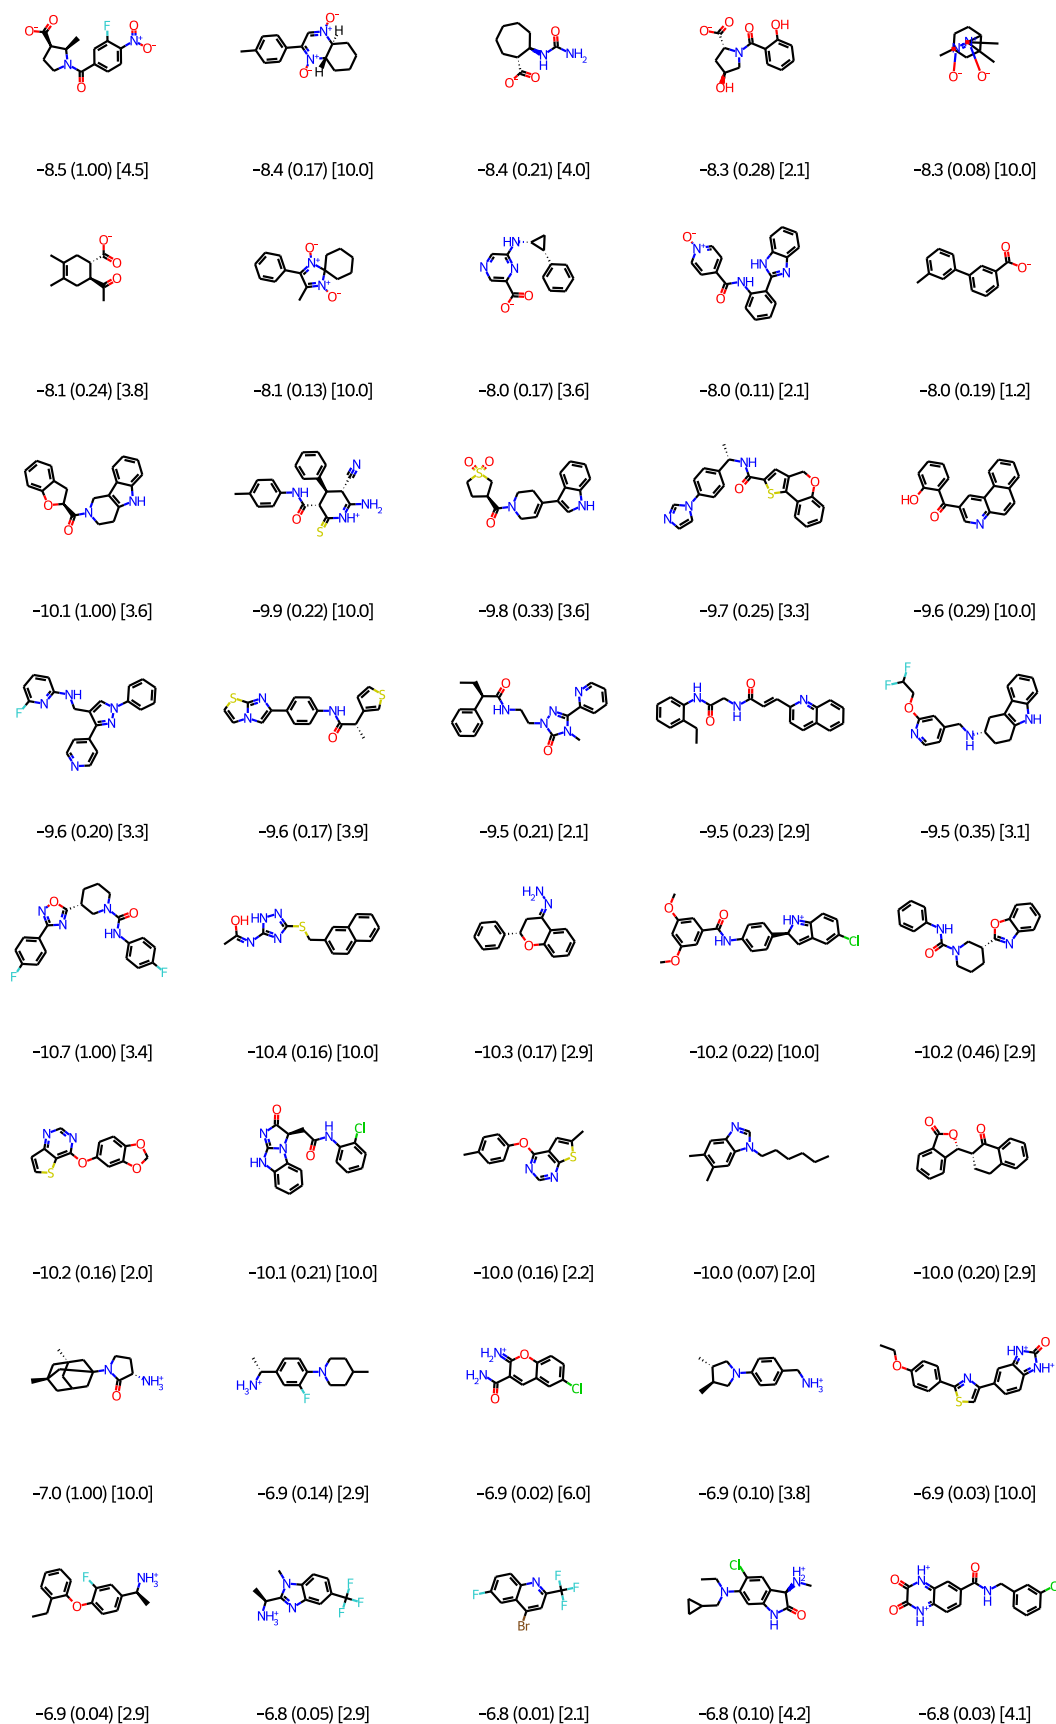 −8.5 (1.00) [4.5] −8.4 (0.17) [10.0] −8.4 (0.21) [4.0] −8.3 (0.28) [2.1] −8.3 (0.08) [10.0]
−8.1 (0.24) [3.8] −8.1 (0.13) [10.0] −8.0 (0.17) [3.6] −8.0 (0.11) [2.1] −8.0 (0.19) [1.2]
−10.1 (1.00) [3.6] −9.9 (0.22) [10.0] −9.8 (0.33) [3.6] −9.7 (0.25) [3.3] −9.6 (0.29) [10.0]
−9.6 (0.20) [3.3] −9.6 (0.17) [3.9] −9.5 (0.21) [2.1] −9.5 (0.23) [2.9] −9.5 (0.35) [3.1]
−10.7 (1.00) [3.4] −10.4 (0.16) [10.0] −10.3 (0.17) [2.9] −10.2 (0.22) [10.0] −10.2 (0.46) [2.9]
−10.2 (0.16) [2.0] −10.1 (0.21) [10.0] −10.0 (0.16) [2.2] −10.0 (0.07) [2.0] −10.0 (0.20) [2.9]
−7.0 (1.00) [10.0] −6.9 (0.14) [2.9] −6.9 (0.02) [6.0] −6.9 (0.10) [3.8] −6.9 (0.03) [10.0]
−6.9 (0.04) [2.9] −6.8 (0.05) [2.9] −6.8 (0.01) [2.1] −6.8 (0.10) [4.2] −6.8 (0.03) [4.1]